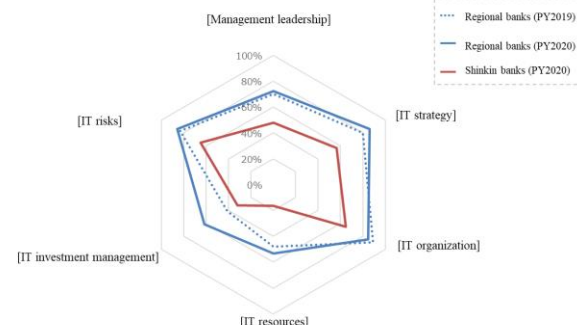 [Management leadership]
Regional banks (PY2019)
Regional banks (PY2020)
Shinkin banks (PY2020)
100%
80%
60%
40%
20%
0%
[IT risks]
[IT strategy]
[IT investment management]
[IT organization]
[IT resources]